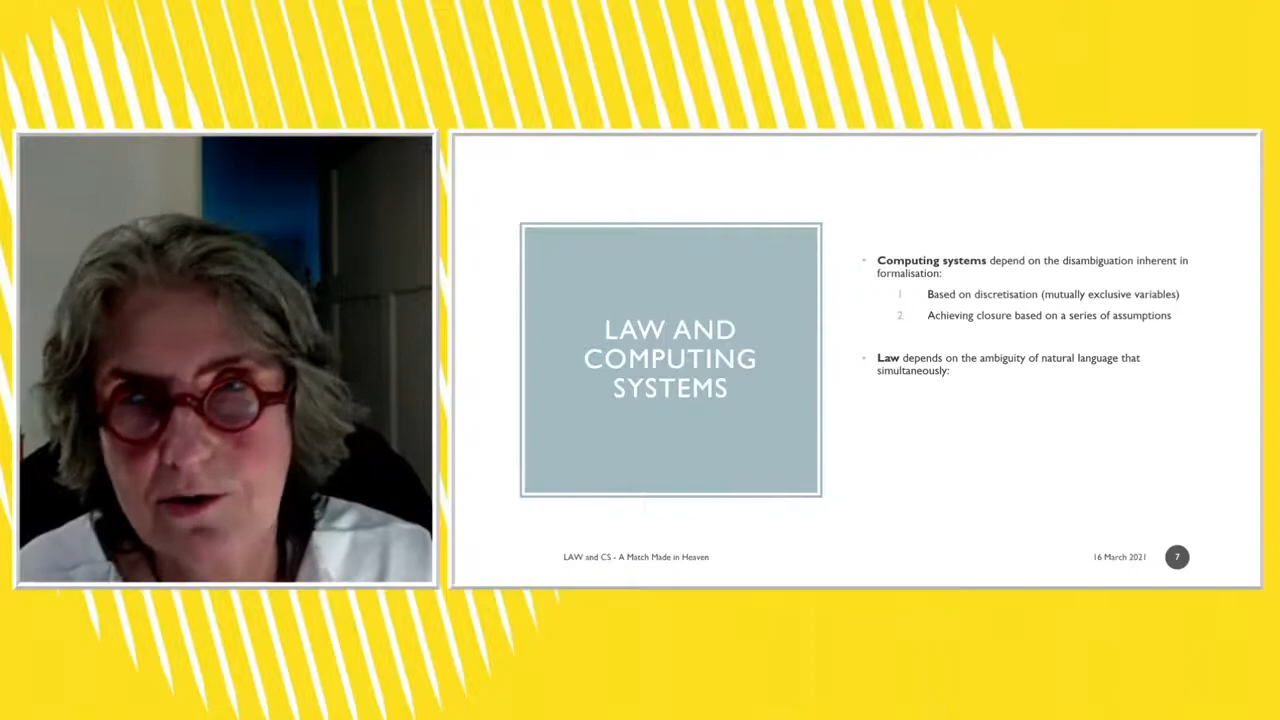 LAW AND
COMPUTING
SYSTEMS
• Computing systems depend on the disambiguation inherent in
formalisation:
1 Based on discretisation (mutually exclusive variables)
2 Achieving closure based on a series of assumptions
• Law depends on the ambiguity of natural language that
simultaneously:
LAW and CS - A Match Made in Heaven
16 March 2021
7